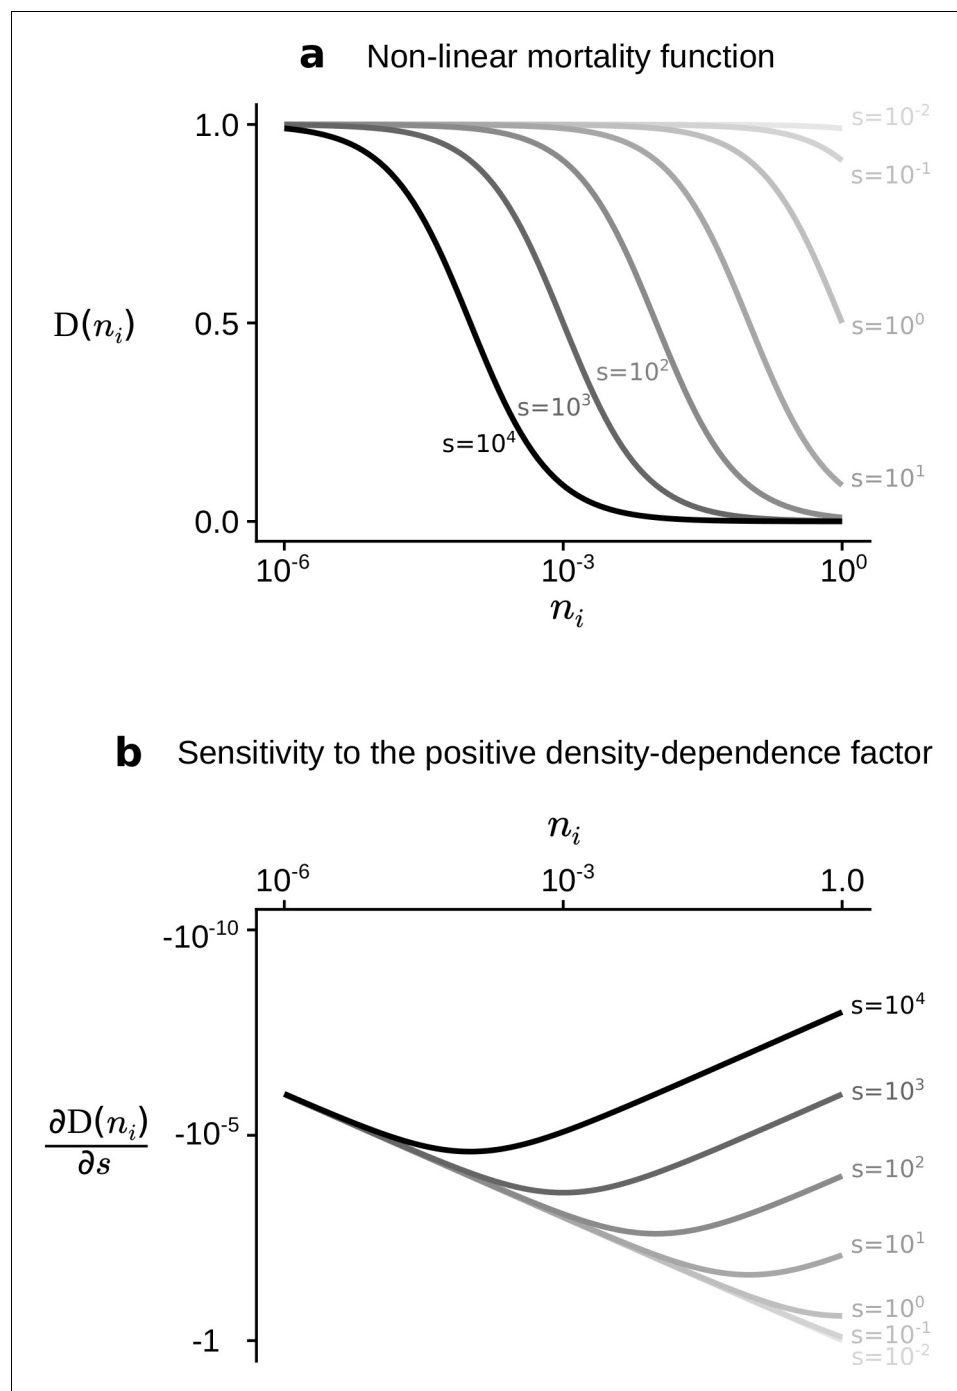 a Non-linear mortality function
1.0
0.5
0.0
D(nᵢ)
s=10⁻²
s=10⁻¹
s=10⁰
s=10²
s=10³
s=10⁴
s=10¹
10⁻⁶ 10⁻³ 10⁰
nᵢ
b Sensitivity to the positive density-dependence factor
nᵢ
10⁻⁶ 10⁻³ 1.0
-10⁻¹⁰
s=10⁴
s=10³
∂D(nᵢ)
∂s
-10⁻⁵
s=10²
s=10¹
s=10⁰
s=10⁻¹
s=10⁻²
-1